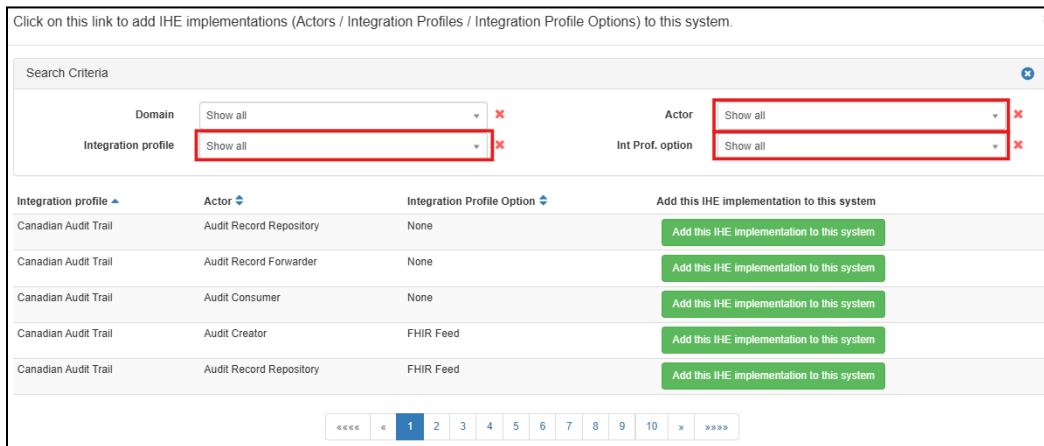 Click on this link to add IHE implementations (Actors / Integration Profiles / Integration Profile Options) to this system.
Search Criteria
Domain Show all Actor Show all
Integration profile Show all Int Prof. option Show all
Integration profile Actor Integration Profile Option Add this IHE implementation to this system
Canadian Audit Trail Audit Record Repository None Add this IHE implementation to this system
Canadian Audit Trail Audit Record Forwarder None Add this IHE implementation to this system
Canadian Audit Trail Audit Consumer None Add this IHE implementation to this system
Canadian Audit Trail Audit Creator FHIR Feed Add this IHE implementation to this system
Canadian Audit Trail Audit Record Repository FHIR Feed Add this IHE implementation to this system
«««« « 1 2 3 4 5 6 7 8 9 10 » »»»»